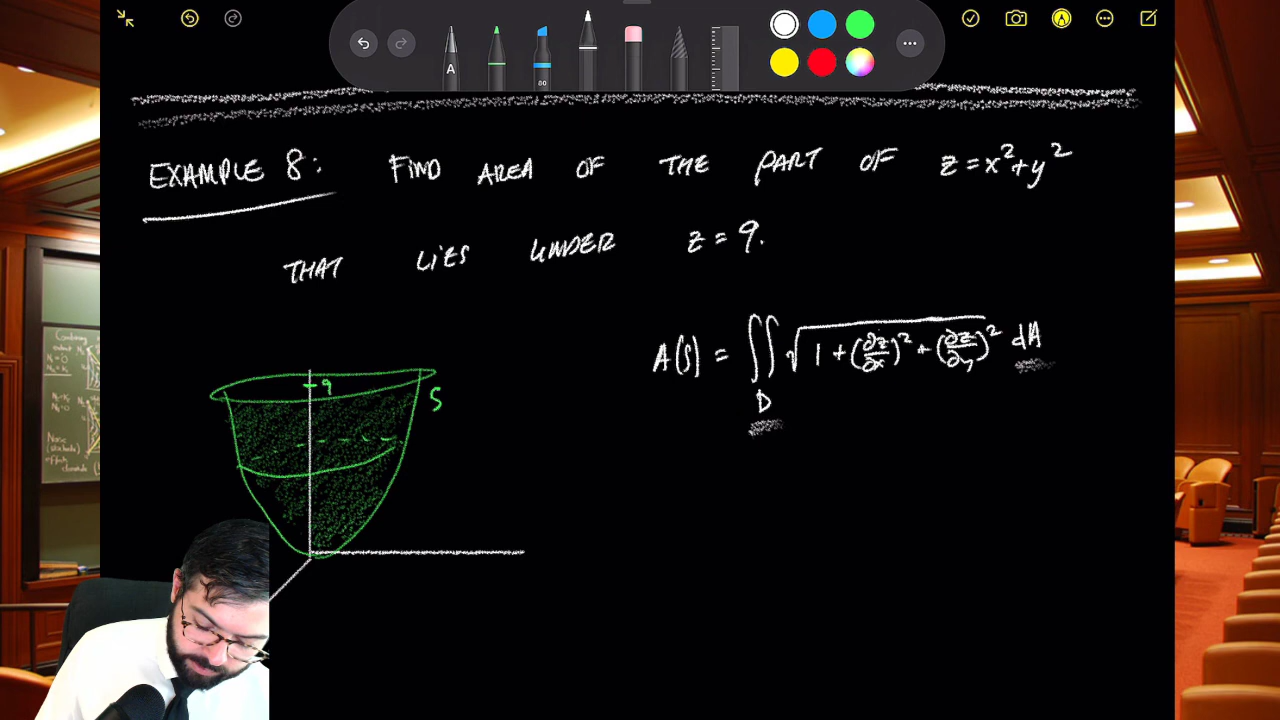 EXAMPLE 8: FIND AREA OF THE PART OF z = x² + y²
THAT LIES UNDER z = 9.
A(S) = ∬ √(1 + (∂z/∂x)² + (∂z/∂y)²) dA
D
9
S
A
80